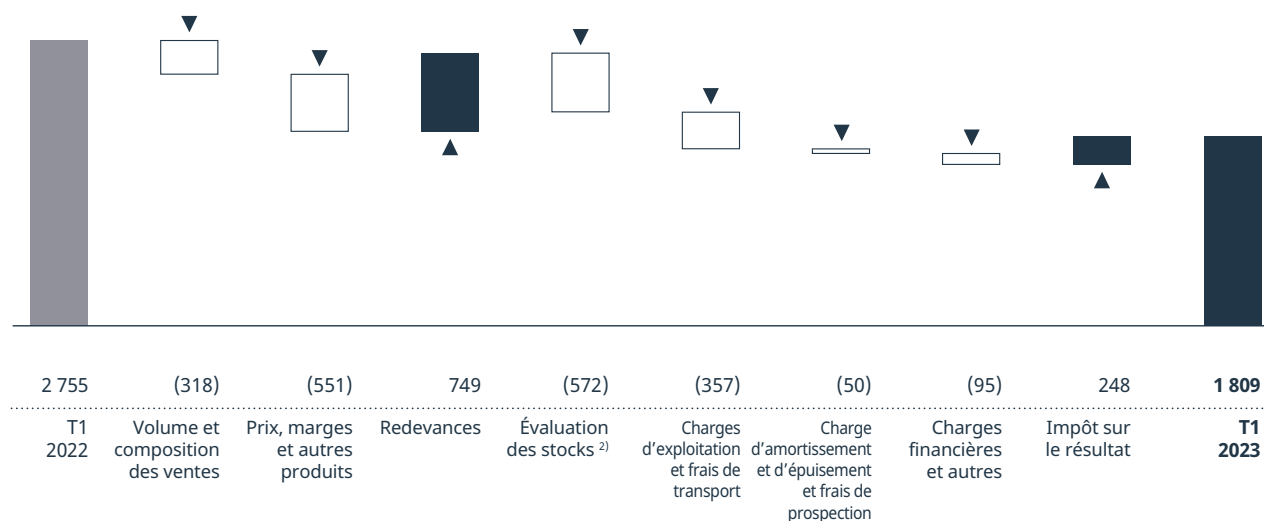 2 755 (318) (551) 749 (572) (357) (50) (95) 248 1 809
T1
2022
Volume et
composition
des ventes
Prix, marges
et autres
produits
Redevances
Évaluation
des stocks 2)
Charges
d’exploitation
et frais de
transport
Charge
d’amortissement
et d’épuisement
et frais de
prospection
Charges
financières
et autres
Impôt sur
le résultat
T1
2023